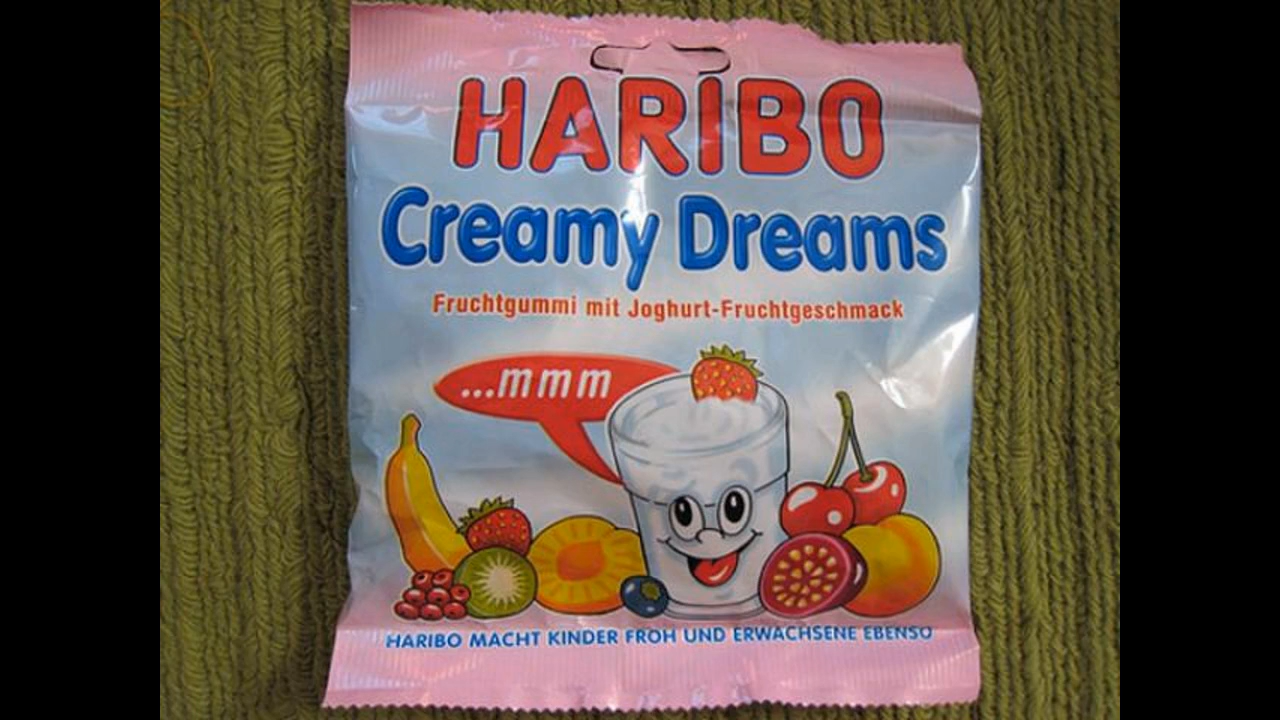 HARIBO
Creamy Dreams
Fruchtgummi mit Joghurt-Fruchtgeschmack
...mmm
HARIBO MACHT KINDER FROH UND ERWACHSENE EBENSO